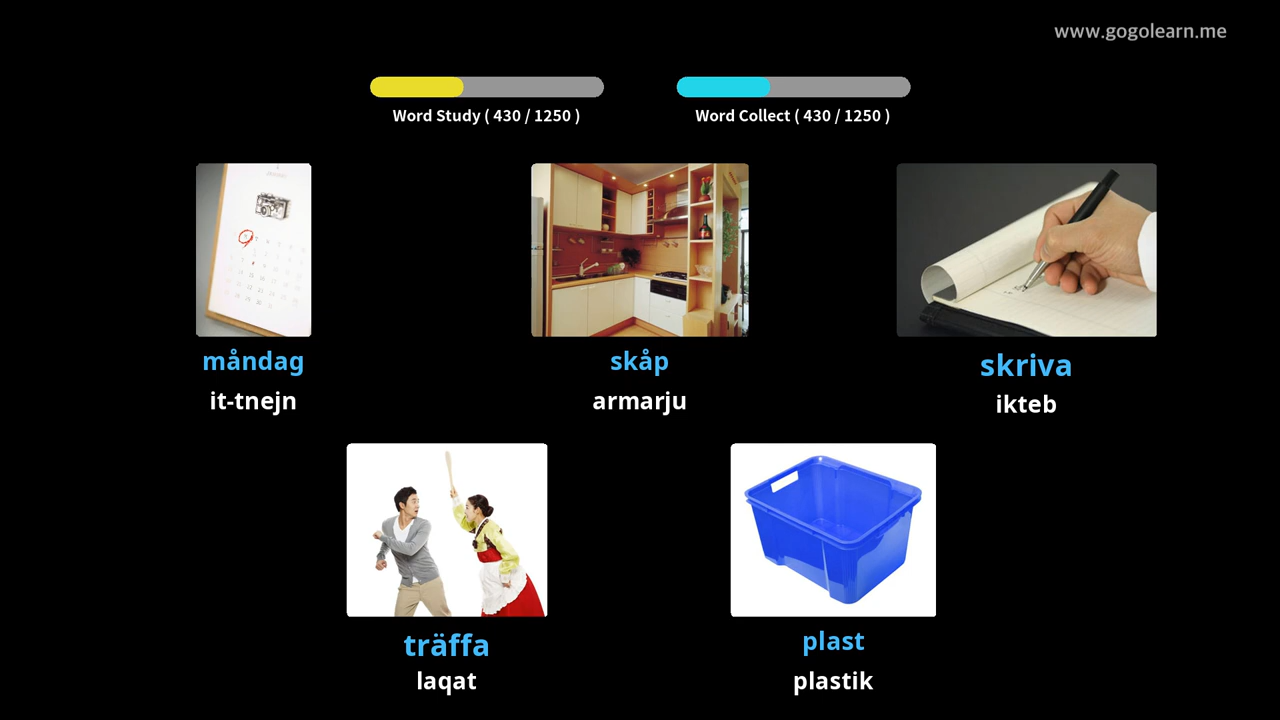 www.gogolearn.me
Word Study ( 430 / 1250 )
Word Collect ( 430 / 1250 )
måndag
it-tnejn
skåp
armarju
skriva
ikteb
träffa
laqat
plast
plastik